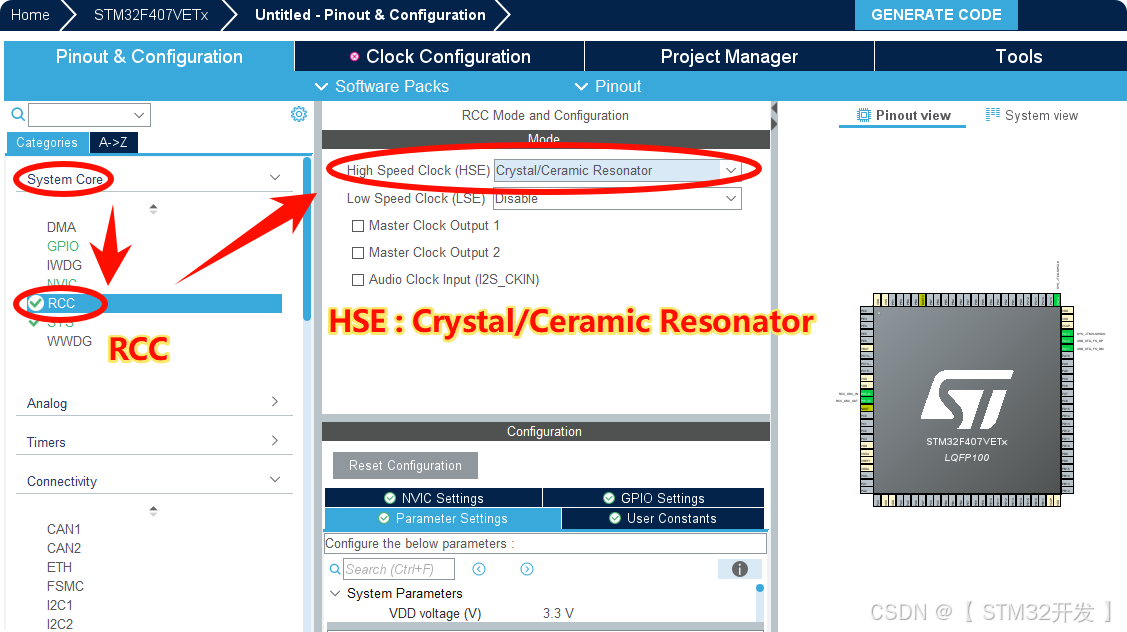 Home
STM32F407VETx
Untitled - Pinout & Configuration
GENERATE CODE
Pinout & Configuration
Clock Configuration
Project Manager
Tools
Software Packs
Pinout
Categories
A->Z
System Core
DMA
GPIO
IWDG
NVIC
RCC
SYS
WWDG
RCC
Analog
Timers
Connectivity
CAN1
CAN2
ETH
FSMC
I2C1
I2C2
RCC Mode and Configuration
Mode
High Speed Clock (HSE) Crystal/Ceramic Resonator
Low Speed Clock (LSE) Disable
Master Clock Output 1
Master Clock Output 2
Audio Clock Input (I2S_CKIN)
HSE : Crystal/Ceramic Resonator
Configuration
Reset Configuration
NVIC Settings
GPIO Settings
Parameter Settings
User Constants
Configure the below parameters :
Search (Ctrl+F)
System Parameters
VDD voltage (V) 3.3 V
Pinout view
System view
ST
STM32F407VETx
LQFP100
CSDN @【 STM32开发 】